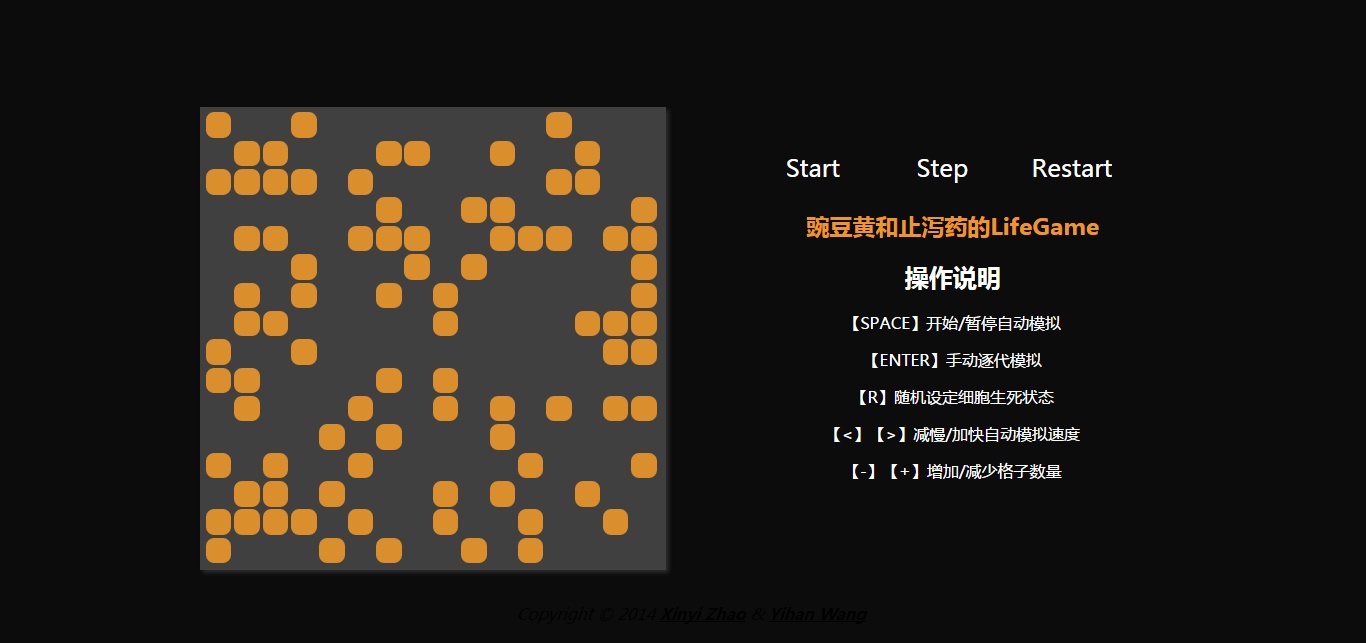 Start Step Restart
豌豆黄和止泻药的LifeGame
操作说明
【SPACE】开始/暂停自动模拟
【ENTER】手动逐代模拟
【R】随机设定细胞生死状态
【<】【>】减慢/加快自动模拟速度
【-】【+】增加/减少格子数量
Copyright © 2014 Xinyi Zhao & Yihan Wang